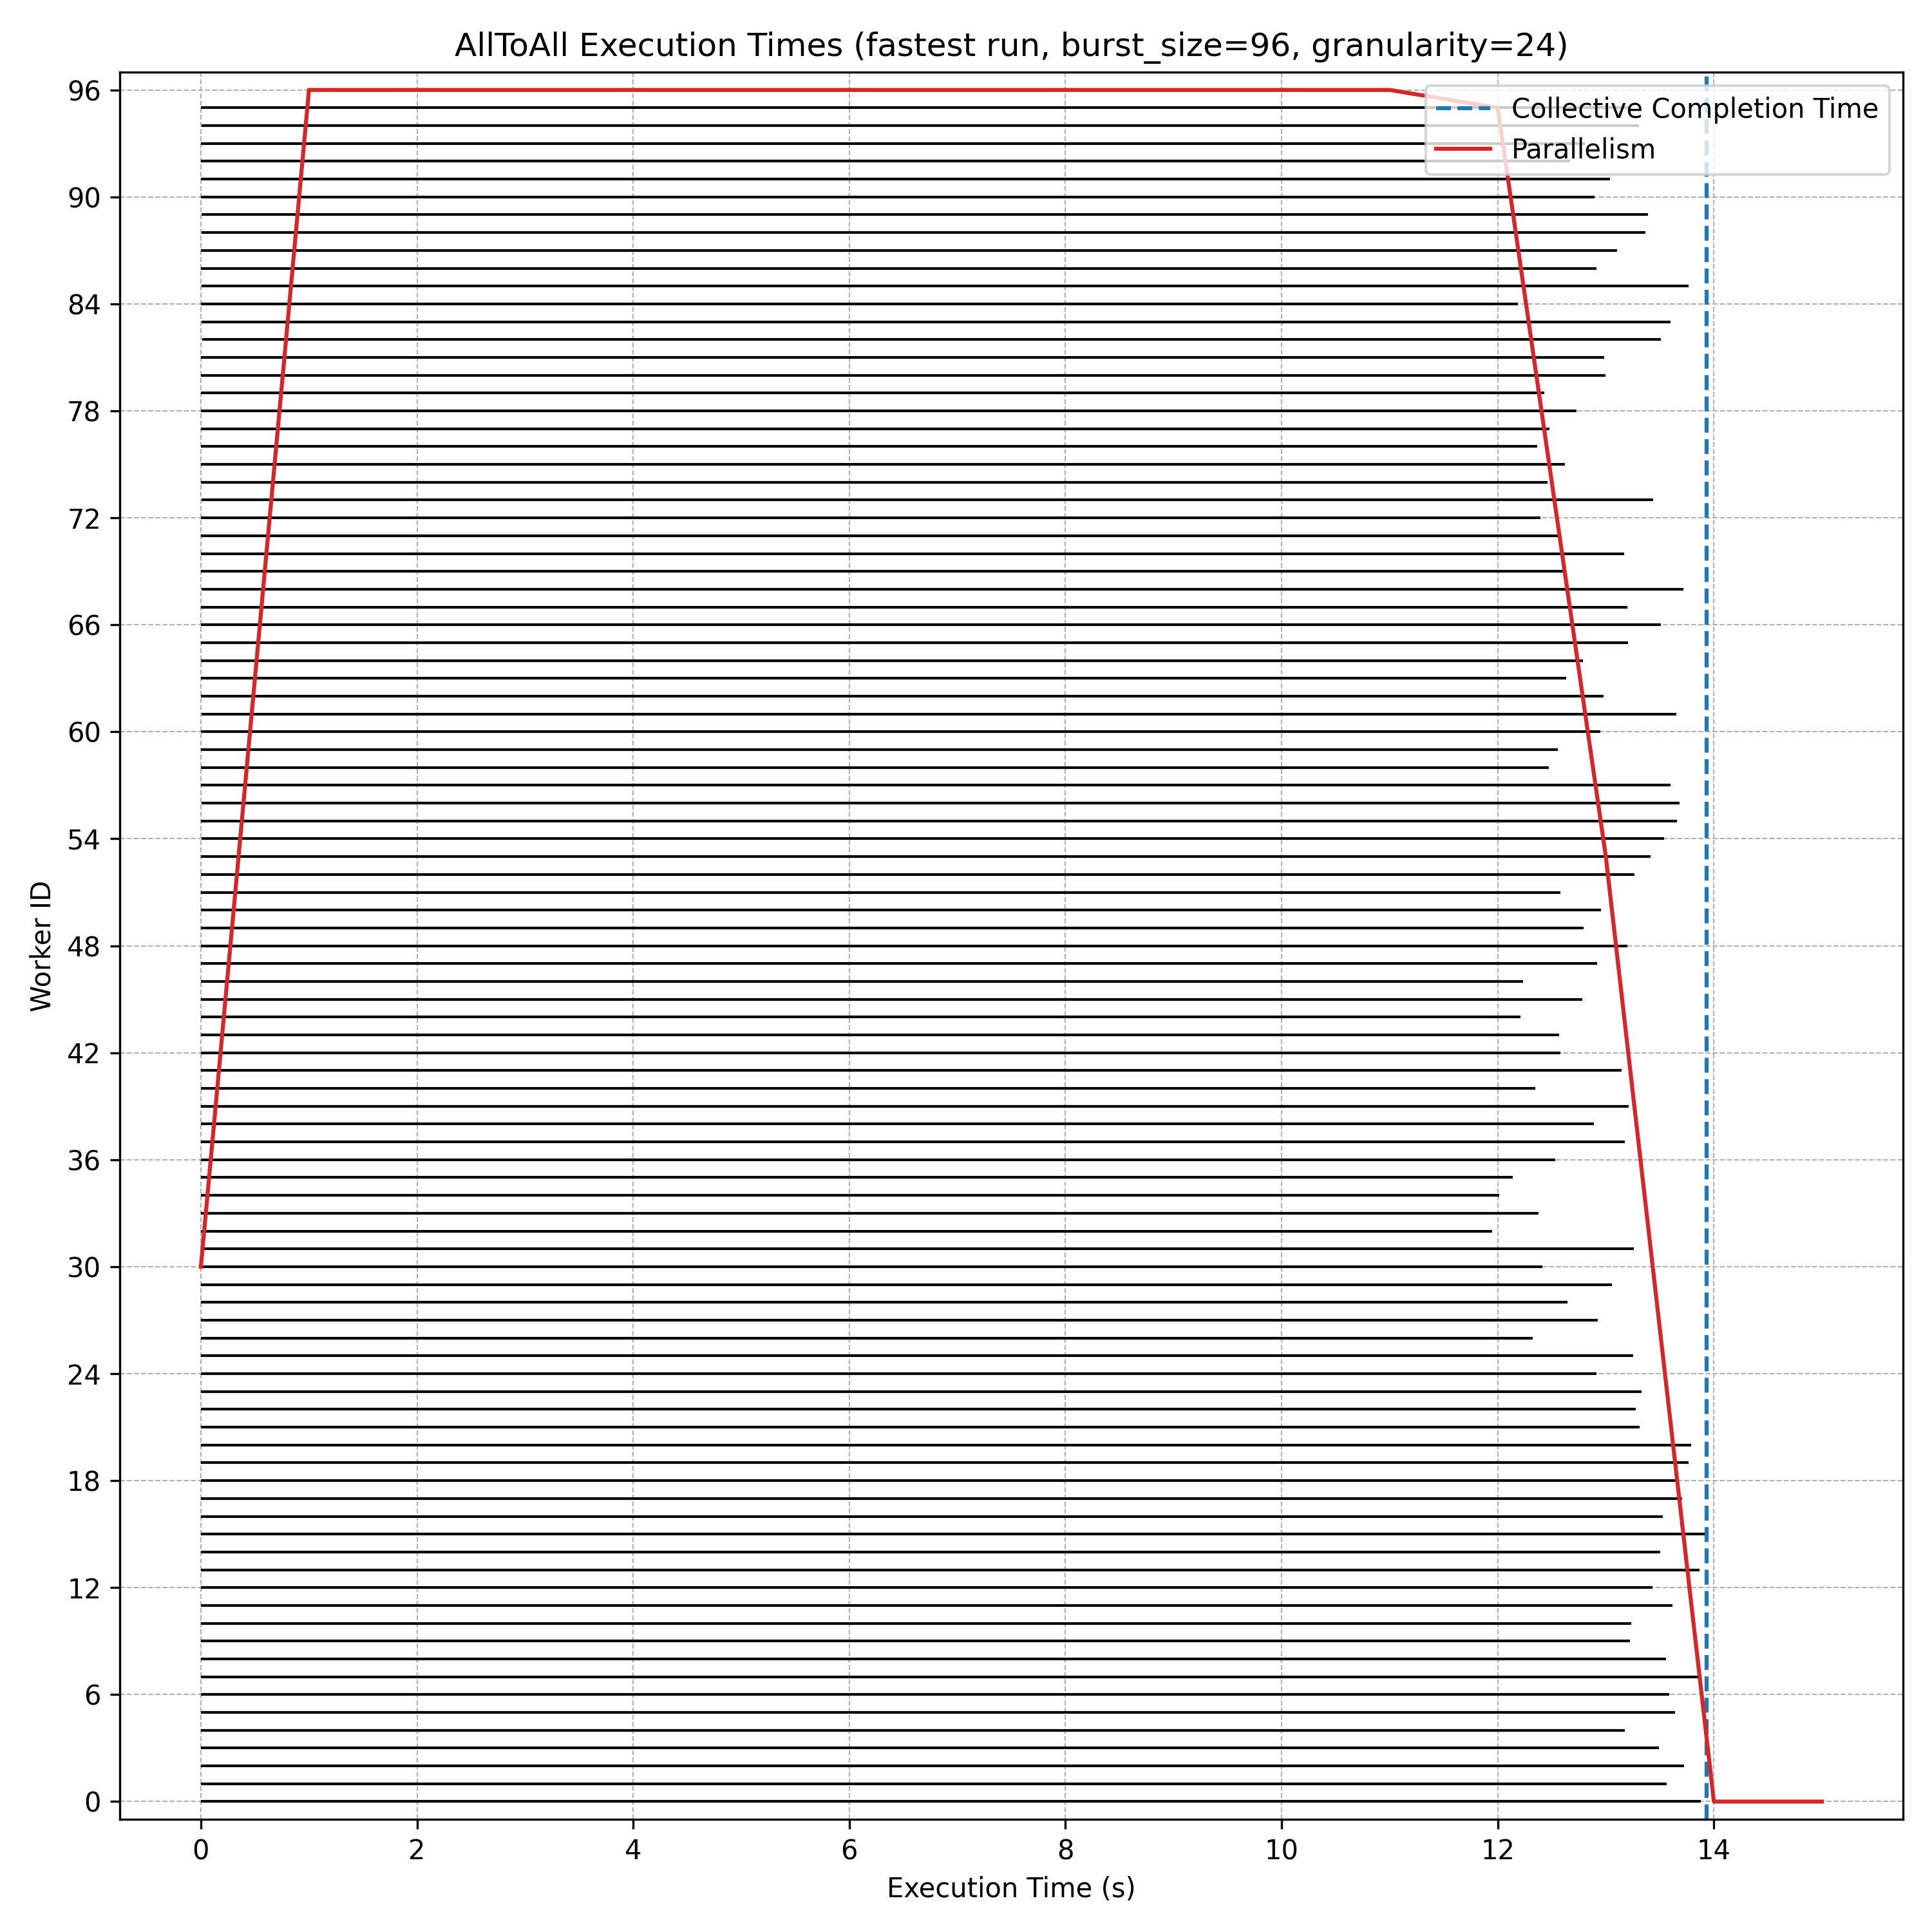 AllToAll Execution Times (fastest run, burst_size=96, granularity=24)
Collective Completion Time
Parallelism
96
90
84
78
72
66
60
54
48
42
36
30
24
18
12
6
0
Worker ID
0 2 4 6 8 10 12 14
Execution Time (s)